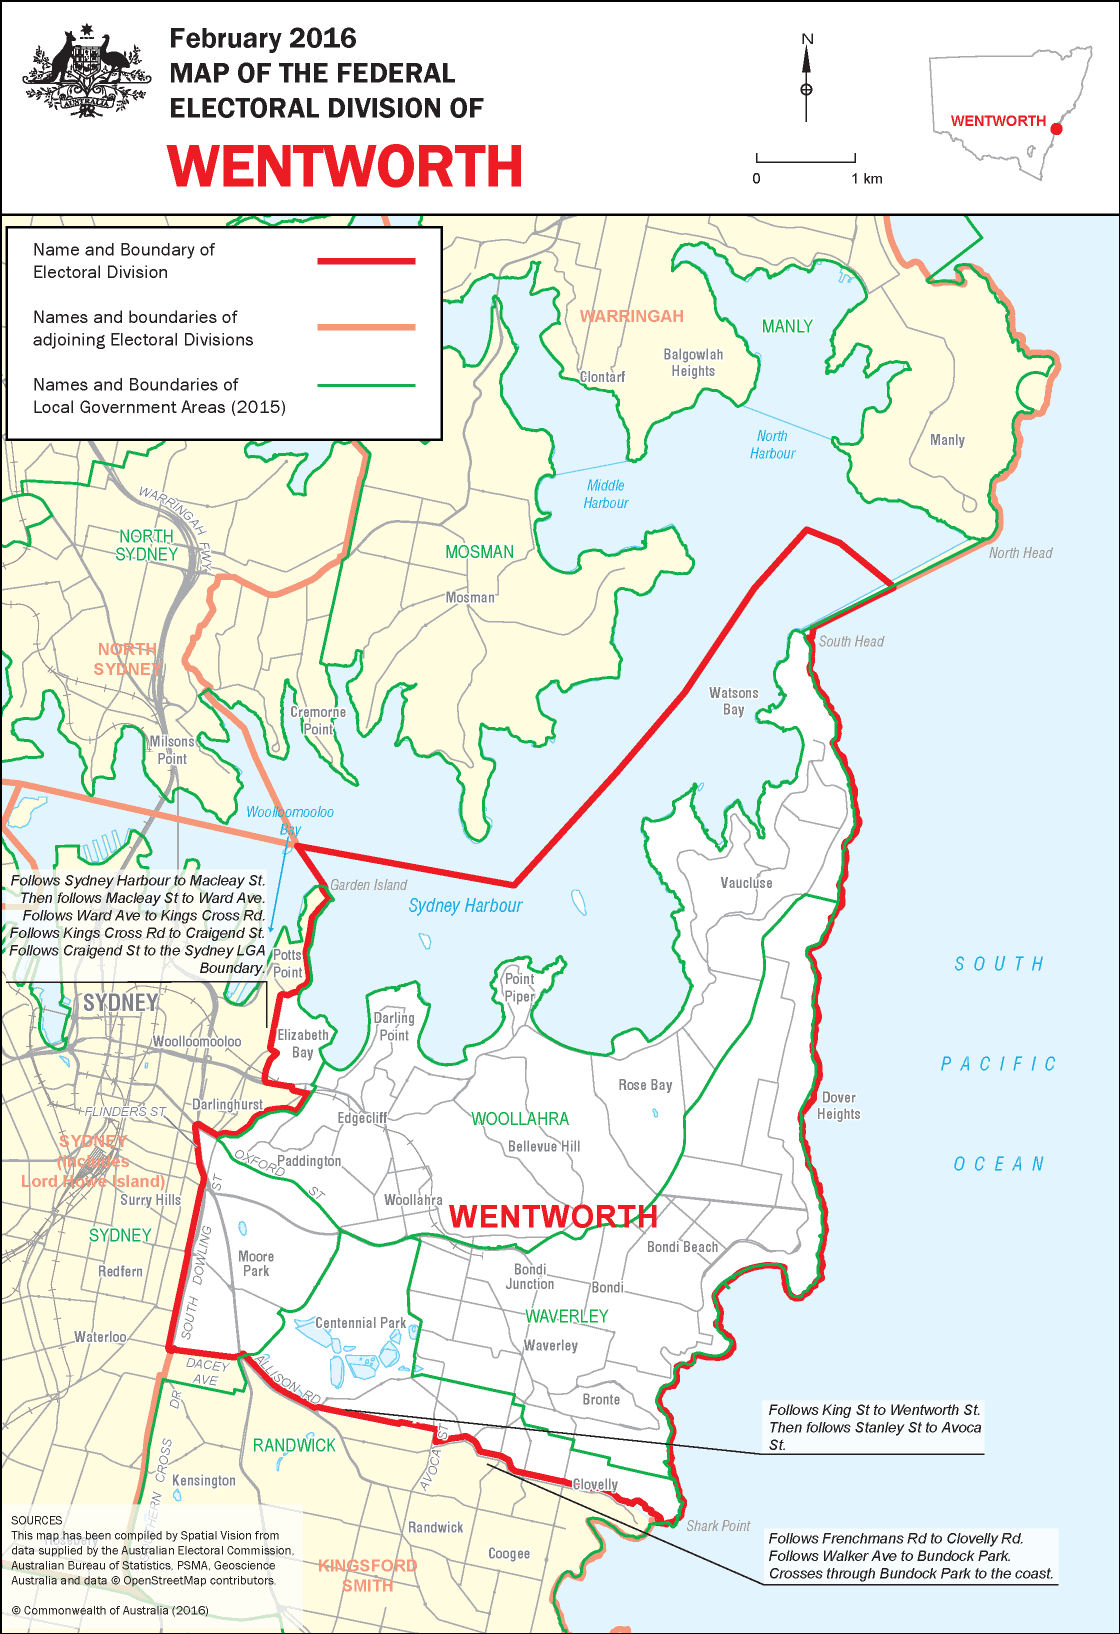 February 2016
MAP OF THE FEDERAL
ELECTORAL DIVISION OF
WENTWORTH
AUSTRALIA
N
0 1 km
WENTWORTH
Name and Boundary of
Electoral Division
Names and boundaries of
adjoining Electoral Divisions
Names and Boundaries of
Local Government Areas (2015)
WARRINGAH
MANLY
Balgowlah
Heights
Clontarf
Manly
North
Harbour
Middle
Harbour
WARRINGAH FWY
NORTH
SYDNEY
MOSMAN
Mosman
North Head
South Head
NORTH
SYDNEY
Watsons
Bay
Cremorne
Point
Milsons
Point
Woolloomooloo
Bay
Follows Sydney Harbour to Macleay St.
Then follows Macleay St to Ward Ave.
Follows Ward Ave to Kings Cross Rd.
Follows Kings Cross Rd to Craigend St.
Follows Craigend St to the Sydney LGA
Boundary.
Garden Island
Sydney Harbour
Vaucluse
Potts
Point
Point
Piper
SOUTH
PACIFIC
OCEAN
SYDNEY
Darling
Point
Elizabeth
Bay
Woolloomooloo
Rose Bay
Dover
Heights
Darlinghurst
FLINDERS ST
Edgecliff
WOOLLAHRA
Bellevue Hill
SYDNEY
(includes
Lord Howe Island)
OXFORD ST
Paddington
Surry Hills
Woollahra
WENTWORTH
SYDNEY
SOUTH DOWLING ST
Moore
Park
Bondi Beach
Redfern
Bondi
Junction
Bondi
Centennial Park
WAVERLEY
Waterloo
Waverley
DACEY
AVE
ALLISON RD
Bronte
Follows King St to Wentworth St.
Then follows Stanley St to Avoca
St.
RANDWICK
AVOCA ST
DR
CROSS
HERN
Kensington
Clovelly
Shark Point
Randwick
Coogee
KINGSFORD
SMITH
Follows Frenchmans Rd to Clovelly Rd.
Follows Walker Ave to Bundock Park.
Crosses through Bundock Park to the coast.
SOURCES
This map has been compiled by Spatial Vision from
data supplied by the Australian Electoral Commission,
Australian Bureau of Statistics, PSMA, Geoscience
Australia and data © OpenStreetMap contributors.
© Commonwealth of Australia (2016)